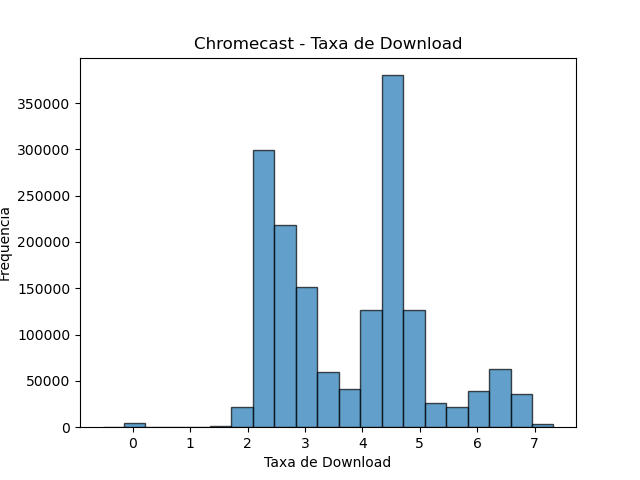 Chromecast - Taxa de Download
350000
300000
250000
200000
150000
100000
50000
0
Frequência
0 1 2 3 4 5 6 7
Taxa de Download